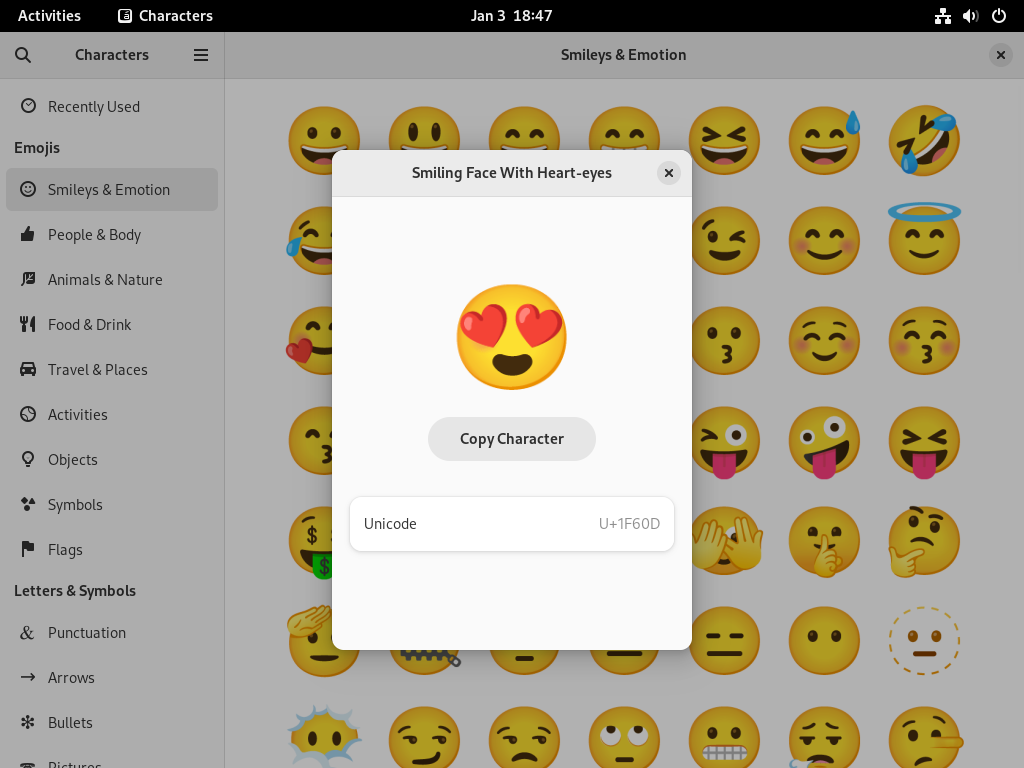 Activities
Characters
Jan 3 18:47
Characters
Smileys & Emotion
Recently Used
Emojis
Smileys & Emotion
People & Body
Animals & Nature
Food & Drink
Travel & Places
Activities
Objects
Symbols
Flags
Letters & Symbols
& Punctuation
→ Arrows
Bullets
Pictures
Smiling Face With Heart-eyes
Copy Character
Unicode U+1F60D